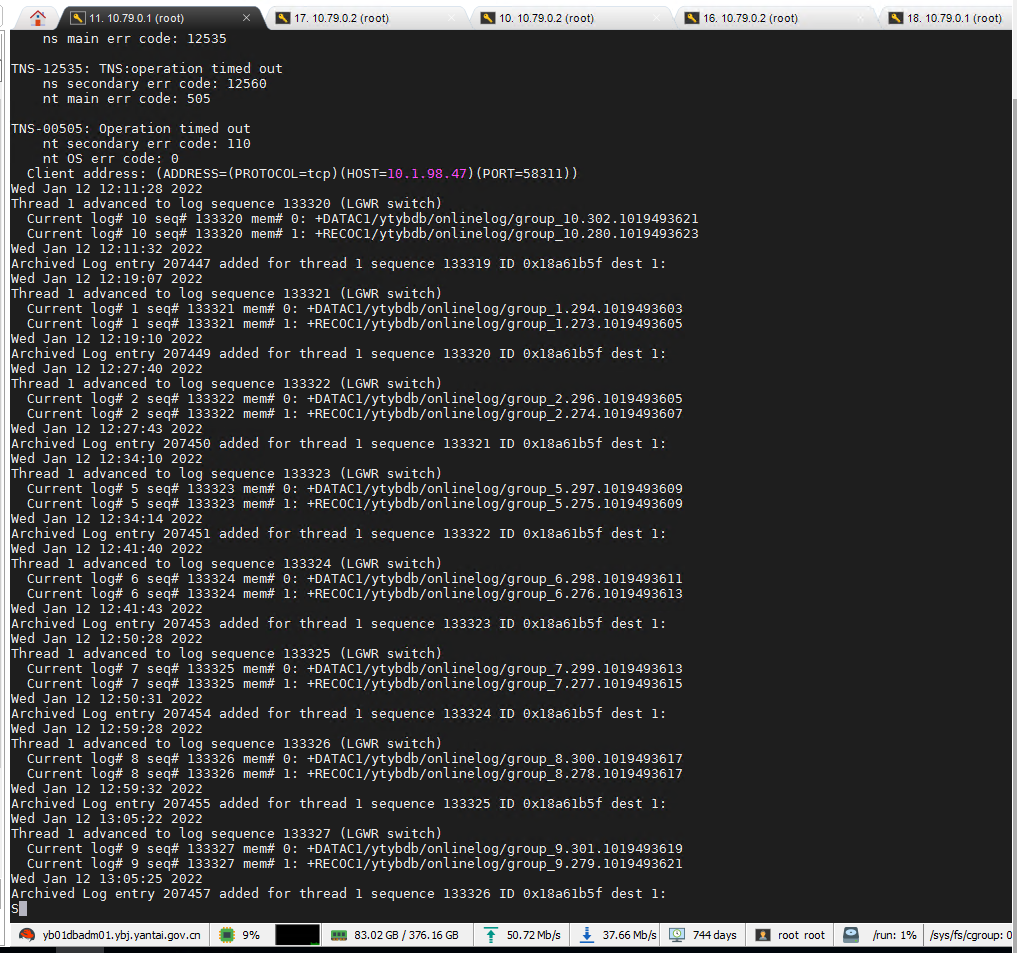 11. 10.79.0.1 (root)
17. 10.79.0.2 (root)
10. 10.79.0.2 (root)
16. 10.79.0.2 (root)
18. 10.79.0.1 (root)
ns main err code: 12535
TNS-12535: TNS:operation timed out
ns secondary err code: 12560
nt main err code: 505
TNS-00505: Operation timed out
nt secondary err code: 110
nt OS err code: 0
Client address: (ADDRESS=(PROTOCOL=tcp)(HOST=10.1.98.47)(PORT=58311))
Wed Jan 12 12:11:28 2022
Thread 1 advanced to log sequence 133320 (LGWR switch)
Current log# 10 seq# 133320 mem# 0: +DATAC1/ytybdb/onlinelog/group_10.302.1019493621
Current log# 10 seq# 133320 mem# 1: +RECOC1/ytybdb/onlinelog/group_10.280.1019493623
Wed Jan 12 12:11:32 2022
Archived Log entry 207447 added for thread 1 sequence 133319 ID 0x18a61b5f dest 1:
Wed Jan 12 12:19:07 2022
Thread 1 advanced to log sequence 133321 (LGWR switch)
Current log# 1 seq# 133321 mem# 0: +DATAC1/ytybdb/onlinelog/group_1.294.1019493603
Current log# 1 seq# 133321 mem# 1: +RECOC1/ytybdb/onlinelog/group_1.273.1019493605
Wed Jan 12 12:19:10 2022
Archived Log entry 207449 added for thread 1 sequence 133320 ID 0x18a61b5f dest 1:
Wed Jan 12 12:27:40 2022
Thread 1 advanced to log sequence 133322 (LGWR switch)
Current log# 2 seq# 133322 mem# 0: +DATAC1/ytybdb/onlinelog/group_2.296.1019493605
Current log# 2 seq# 133322 mem# 1: +RECOC1/ytybdb/onlinelog/group_2.274.1019493607
Wed Jan 12 12:27:43 2022
Archived Log entry 207450 added for thread 1 sequence 133321 ID 0x18a61b5f dest 1:
Wed Jan 12 12:34:10 2022
Thread 1 advanced to log sequence 133323 (LGWR switch)
Current log# 5 seq# 133323 mem# 0: +DATAC1/ytybdb/onlinelog/group_5.297.1019493609
Current log# 5 seq# 133323 mem# 1: +RECOC1/ytybdb/onlinelog/group_5.275.1019493609
Wed Jan 12 12:34:14 2022
Archived Log entry 207451 added for thread 1 sequence 133322 ID 0x18a61b5f dest 1:
Wed Jan 12 12:41:40 2022
Thread 1 advanced to log sequence 133324 (LGWR switch)
Current log# 6 seq# 133324 mem# 0: +DATAC1/ytybdb/onlinelog/group_6.298.1019493611
Current log# 6 seq# 133324 mem# 1: +RECOC1/ytybdb/onlinelog/group_6.276.1019493613
Wed Jan 12 12:41:43 2022
Archived Log entry 207453 added for thread 1 sequence 133323 ID 0x18a61b5f dest 1:
Wed Jan 12 12:50:28 2022
Thread 1 advanced to log sequence 133325 (LGWR switch)
Current log# 7 seq# 133325 mem# 0: +DATAC1/ytybdb/onlinelog/group_7.299.1019493613
Current log# 7 seq# 133325 mem# 1: +RECOC1/ytybdb/onlinelog/group_7.277.1019493615
Wed Jan 12 12:50:31 2022
Archived Log entry 207454 added for thread 1 sequence 133324 ID 0x18a61b5f dest 1:
Wed Jan 12 12:59:28 2022
Thread 1 advanced to log sequence 133326 (LGWR switch)
Current log# 8 seq# 133326 mem# 0: +DATAC1/ytybdb/onlinelog/group_8.300.1019493617
Current log# 8 seq# 133326 mem# 1: +RECOC1/ytybdb/onlinelog/group_8.278.1019493617
Wed Jan 12 12:59:32 2022
Archived Log entry 207455 added for thread 1 sequence 133325 ID 0x18a61b5f dest 1:
Wed Jan 12 13:05:22 2022
Thread 1 advanced to log sequence 133327 (LGWR switch)
Current log# 9 seq# 133327 mem# 0: +DATAC1/ytybdb/onlinelog/group_9.301.1019493619
Current log# 9 seq# 133327 mem# 1: +RECOC1/ytybdb/onlinelog/group_9.279.1019493621
Wed Jan 12 13:05:25 2022
Archived Log entry 207457 added for thread 1 sequence 133326 ID 0x18a61b5f dest 1:
S
yb01dbadm01.ybj.yantai.gov.cn 9% 83.02 GB / 376.16 GB 50.72 Mb/s 37.66 Mb/s 744 days root root /run: 1% /sys/fs/cgroup: 0